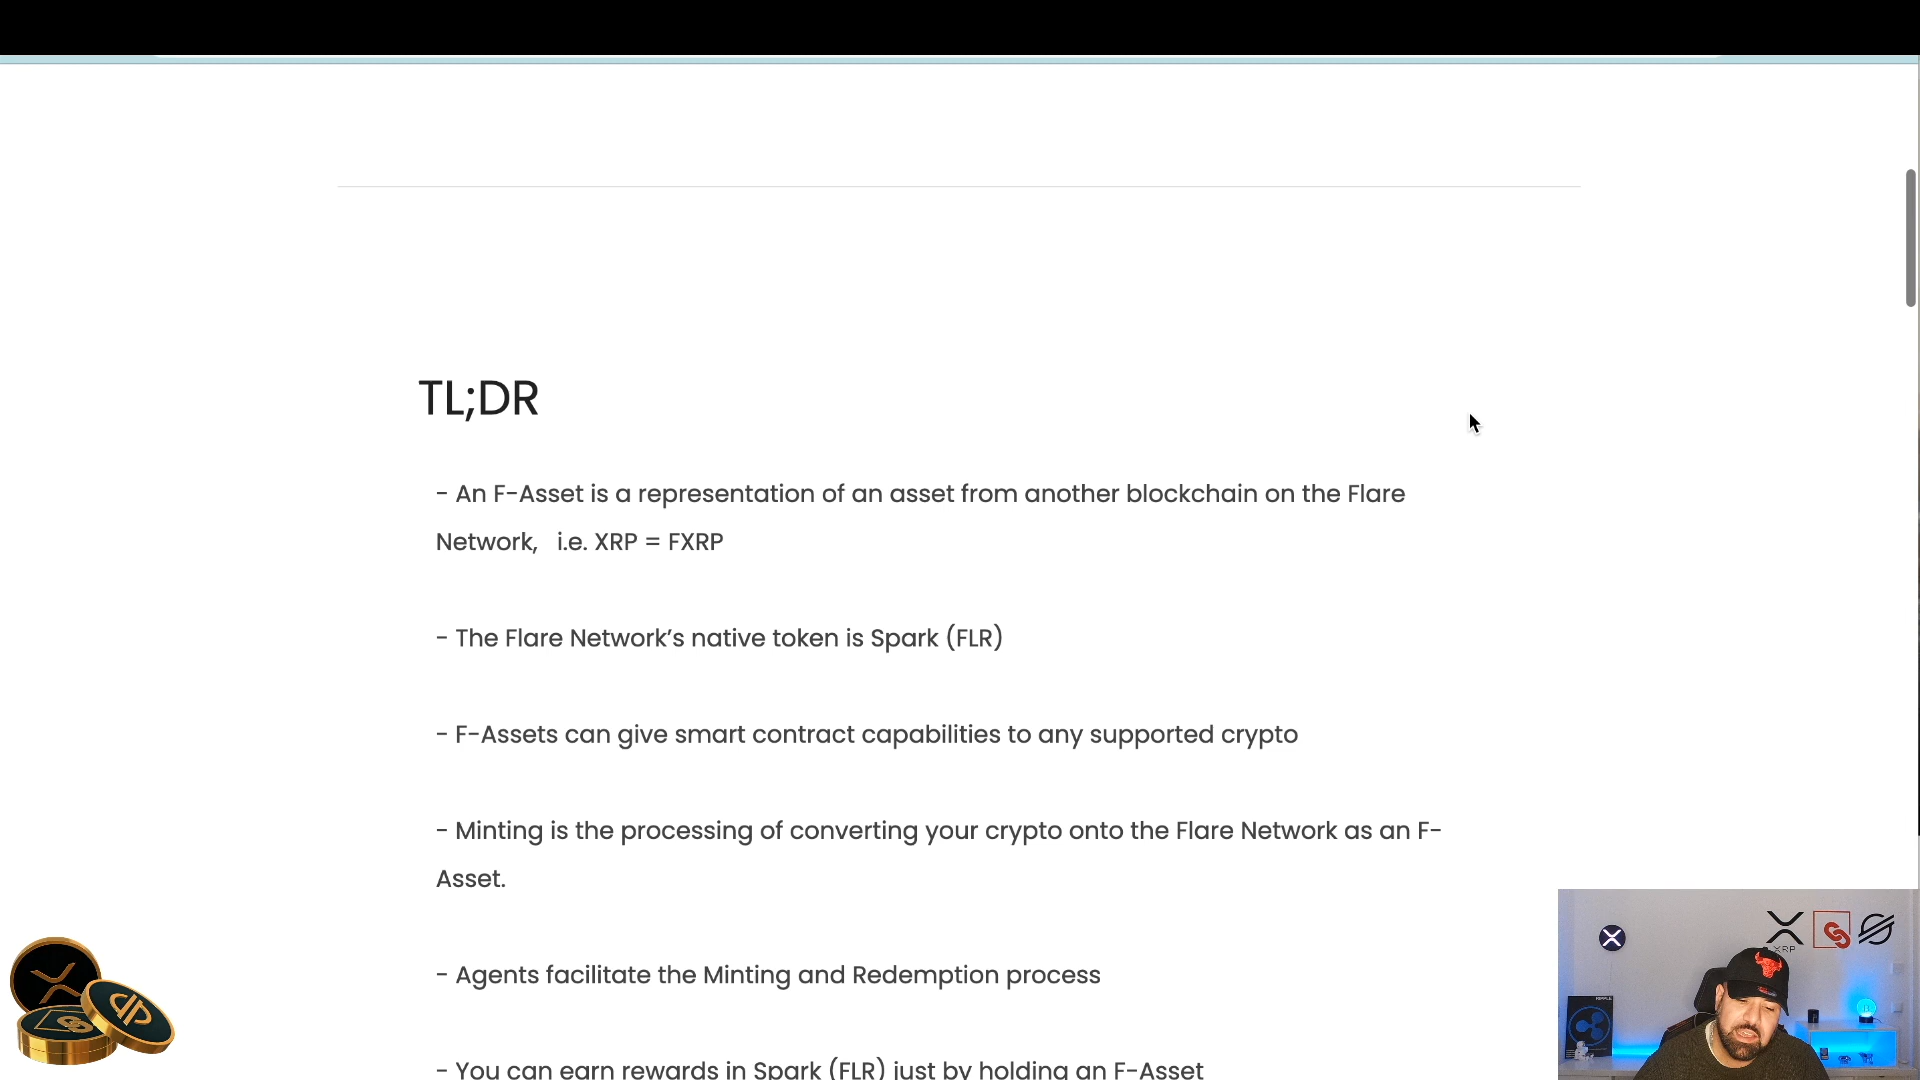 TL;DR
- An F-Asset is a representation of an asset from another blockchain on the Flare
Network, i.e. XRP = FXRP
- The Flare Network’s native token is Spark (FLR)
- F-Assets can give smart contract capabilities to any supported crypto
- Minting is the processing of converting your crypto onto the Flare Network as an F-
Asset.
- Agents facilitate the Minting and Redemption process
- You can earn rewards in Spark (FLR) just by holding an F-Asset
XRP
RIPPLE